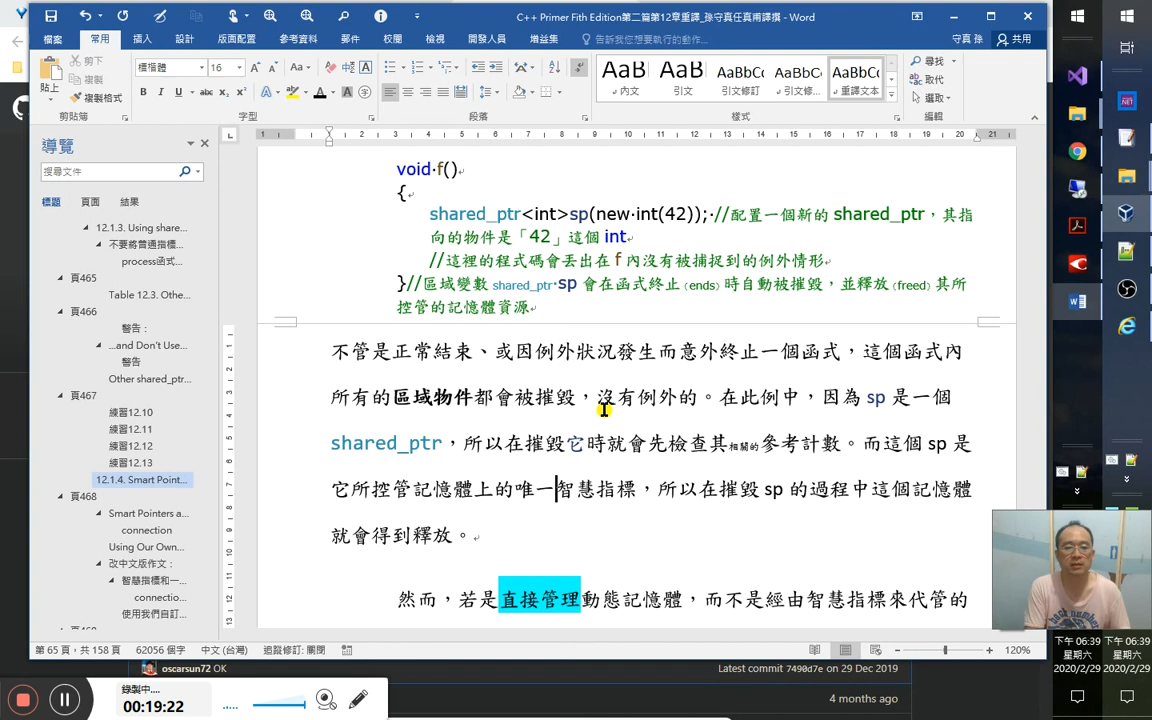 C++ Primer Fith Edition第二篇第12章重譯_孫守真任真甫譯撰 - Word
檔案 常用 插入 設計 版面配置 參考資料 郵件 校閱 檢視 開發人員 增益集 告訴我您想要執行的動作... 守真 孫 共用
貼上 剪下 複製 複製格式
標楷體 16
AaB AaB AaBbCc AaBbCc AaBbCc
內文 引文 引文修訂 引文修... 重譯文本
尋找 取代 選取
剪貼簿 字型 段落 樣式 編輯
導覽
搜尋文件
標題 頁面 結果
12.1.3. Using share...
不要將普通指標...
process函式...
頁465
Table 12.3. Othe...
頁466
警告：
...and Don't Use...
警告
Other shared_ptr...
頁467
練習12.10
練習12.11
練習12.12
練習12.13
12.1.4. Smart Point...
頁468
Smart Pointers a...
connection
Using Our Own...
改中文版作文：
智慧指標和一...
connectio...
使用我們自訂...
void·f()
{
shared_ptr<int>sp(new·int(42));·//配置一個新的 shared_ptr，其指
向的物件是「42」這個 int
//這裡的程式碼會丟出在 f 內沒有被捕捉到的例外情形
}//區域變數 shared_ptr·sp 會在函式終止(ends)時自動被摧毀，並釋放(freed)其所
控管的記憶體資源
不管是正常結束、或因例外狀況發生而意外終止一個函式，這個函式內
所有的區域物件都會被摧毀，沒有例外的。在此例中，因為 sp 是一個
shared_ptr，所以在摧毀它時就會先檢查其相關的參考計數。而這個 sp 是
它所控管記憶體上的唯一智慧指標，所以在摧毀 sp 的過程中這個記憶體
就會得到釋放。
然而，若是直接管理動態記憶體，而不是經由智慧指標來代管的
第 65 頁，共 158 頁 62056 個字 中文 (台灣) 追蹤修訂: 關閉 120%
oscarsun72 OK Latest commit 7490d7e on 29 Dec 2019
4 months ago
錄製中...
00:19:22
下午 06:39
星期六
2020/2/29
下午 06:39
星期六
2020/2/29